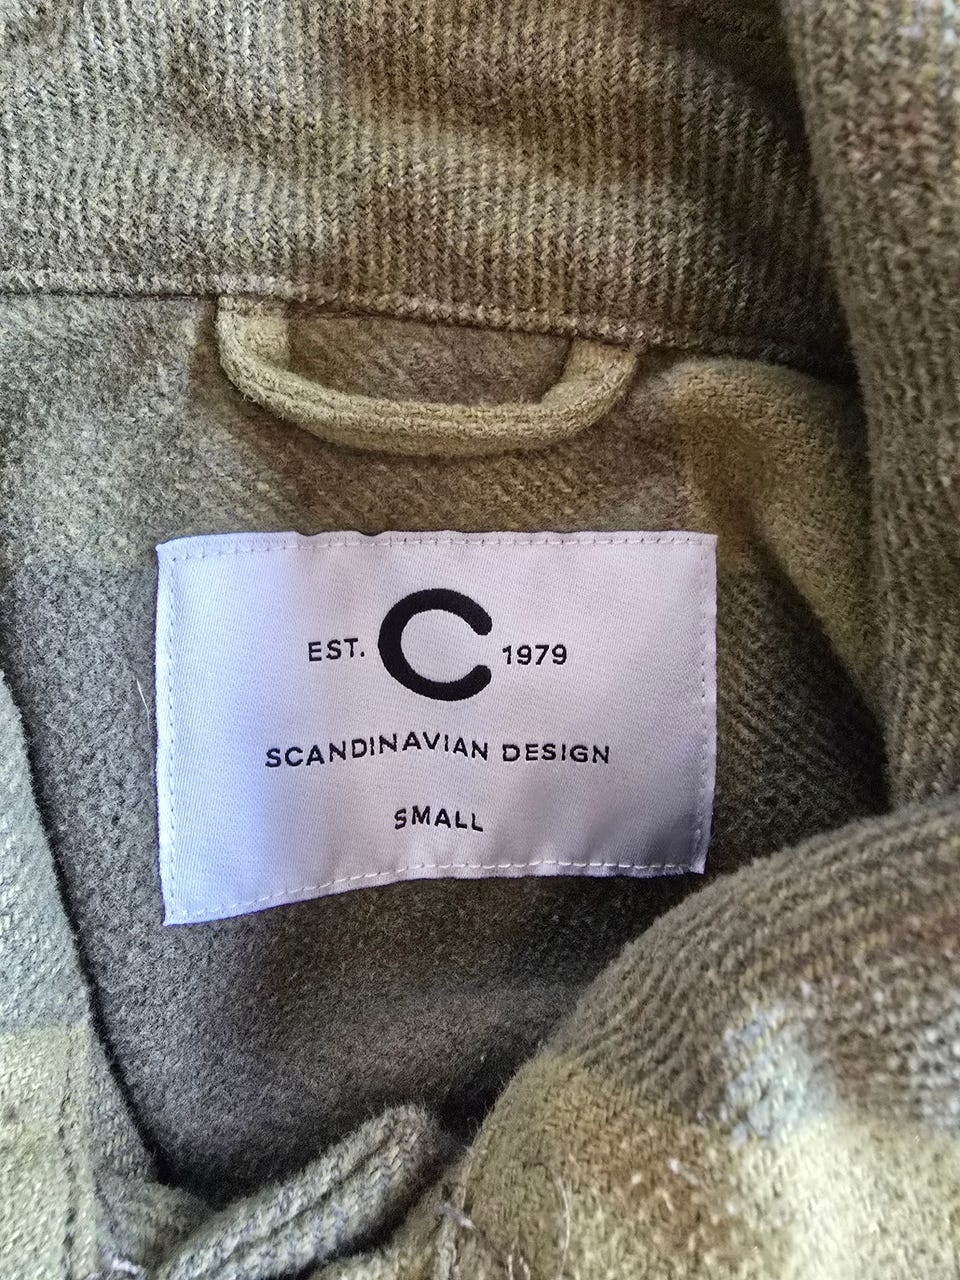 EST. C 1979
SCANDINAVIAN DESIGN
SMALL